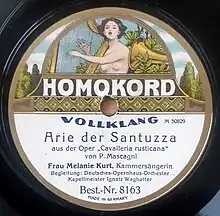 HOMOKORD
VOLLKLANG
M 50829
Arie der Santuzza
aus der Oper „Cavalleria rusticana"
von P. Mascagni
Frau Melanie Kurt, Kammersängerin
Begleitung: Deutsches-Opernhaus-Orchester
Kapellmeister Ignatz Waghalter
Best.-Nr. 8163
MADE IN GERMANY